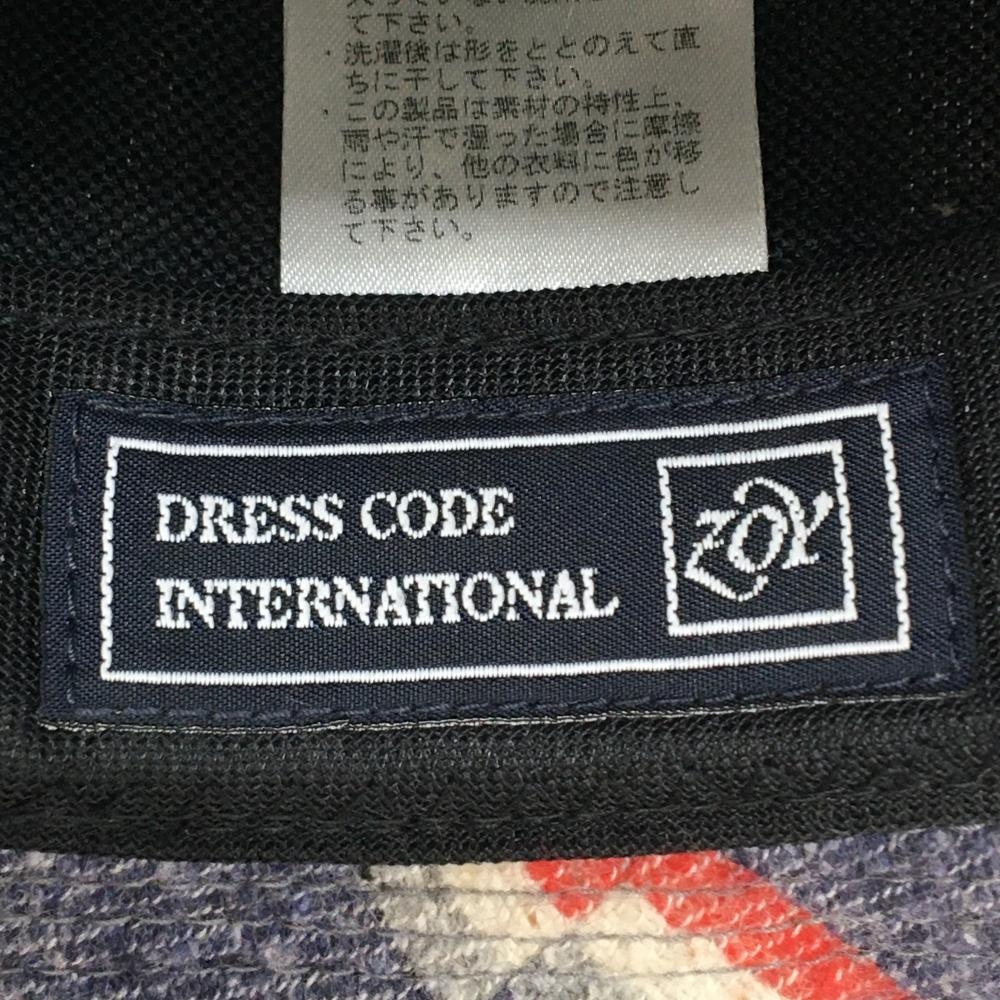 て下さい。
・洗濯後は形をととのえて直
ちに干して下さい。
・この製品は素材の特性上、
雨や汗で湿った場合に摩擦
により、他の衣料に色が移
る事がありますので注意し
て下さい。
DRESS CODE
INTERNATIONAL
ZOY